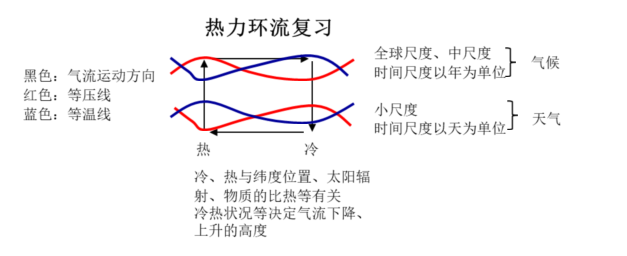 热力环流复习
黑色：气流运动方向
红色：等压线
蓝色：等温线
全球尺度、中尺度
时间尺度以年为单位
气候
小尺度
时间尺度以天为单位
天气
热
冷
冷、热与纬度位置、太阳辐
射、物质的比热等有关
冷热状况等决定气流下降、
上升的高度